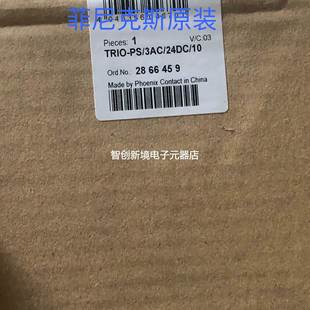 菲尼克斯原装
Pieces: 1
V/C.03
TRIO-PS/3AC/24DC/10
Ord No. 28 66 45 9
Made by Phoenix Contact in China
智创新境电子元器店